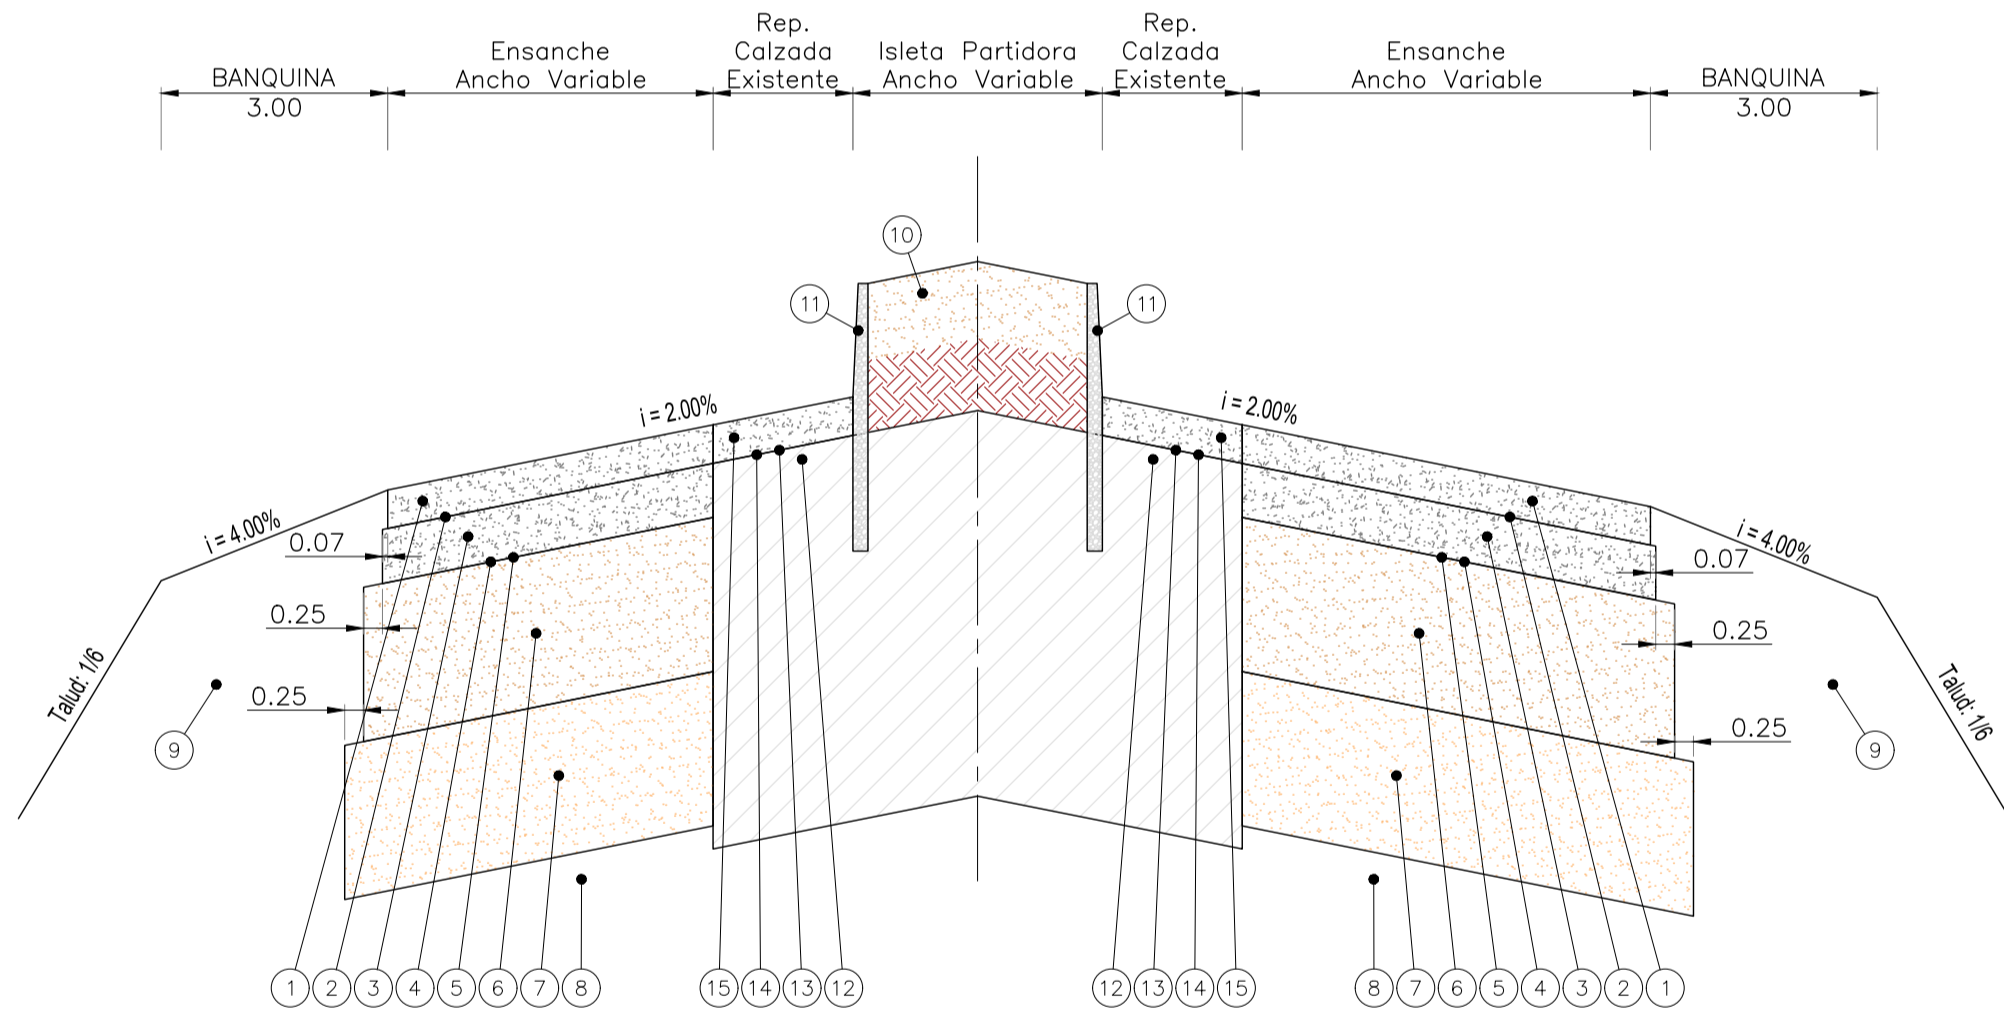 BANQUINA
3.00
Ensanche
Ancho Variable
Rep.
Calzada
Existente
Isleta Partidora
Ancho Variable
Rep.
Calzada
Existente
Ensanche
Ancho Variable
BANQUINA
3.00
10
11
11
i = 2.00%
i = 2.00%
i = 4.00%
i = 4.00%
0.07
0.07
0.25
0.25
0.25
0.25
Talud: 1/6
Talud: 1/6
9
9
1 2 3 4 5 6 7 8 15 14 13 12 12 13 14 15 8 7 6 5 4 3 2 1